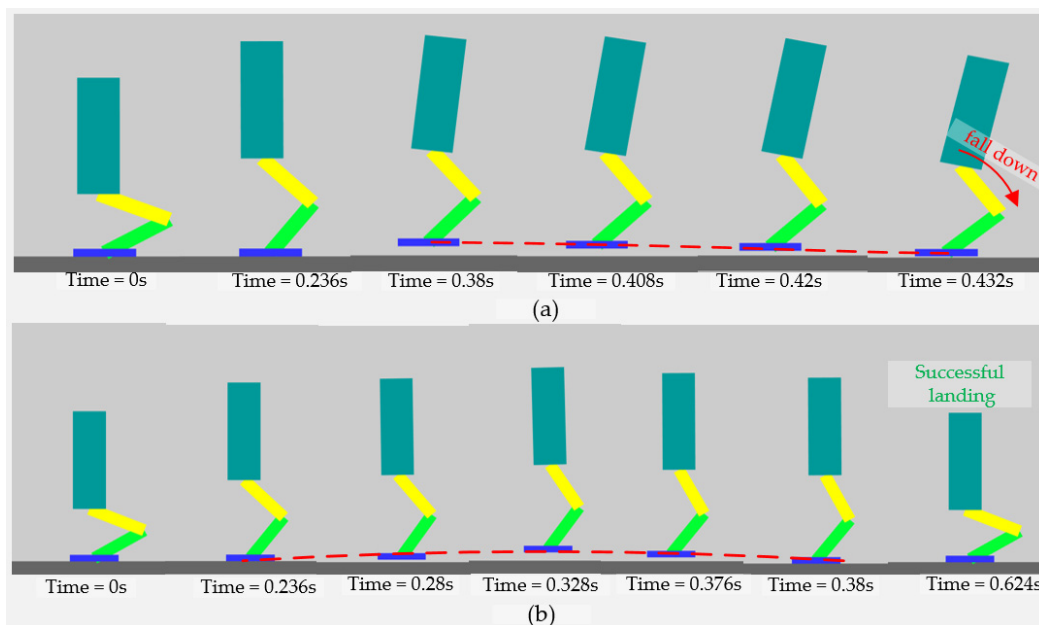 fall down
Time = 0s
Time = 0.236s
Time = 0.38s
Time = 0.408s
Time = 0.42s
Time = 0.432s
(a)
Successful
landing
Time = 0s
Time = 0.236s
Time = 0.28s
Time = 0.328s
Time = 0.376s
Time = 0.38s
Time = 0.624s
(b)